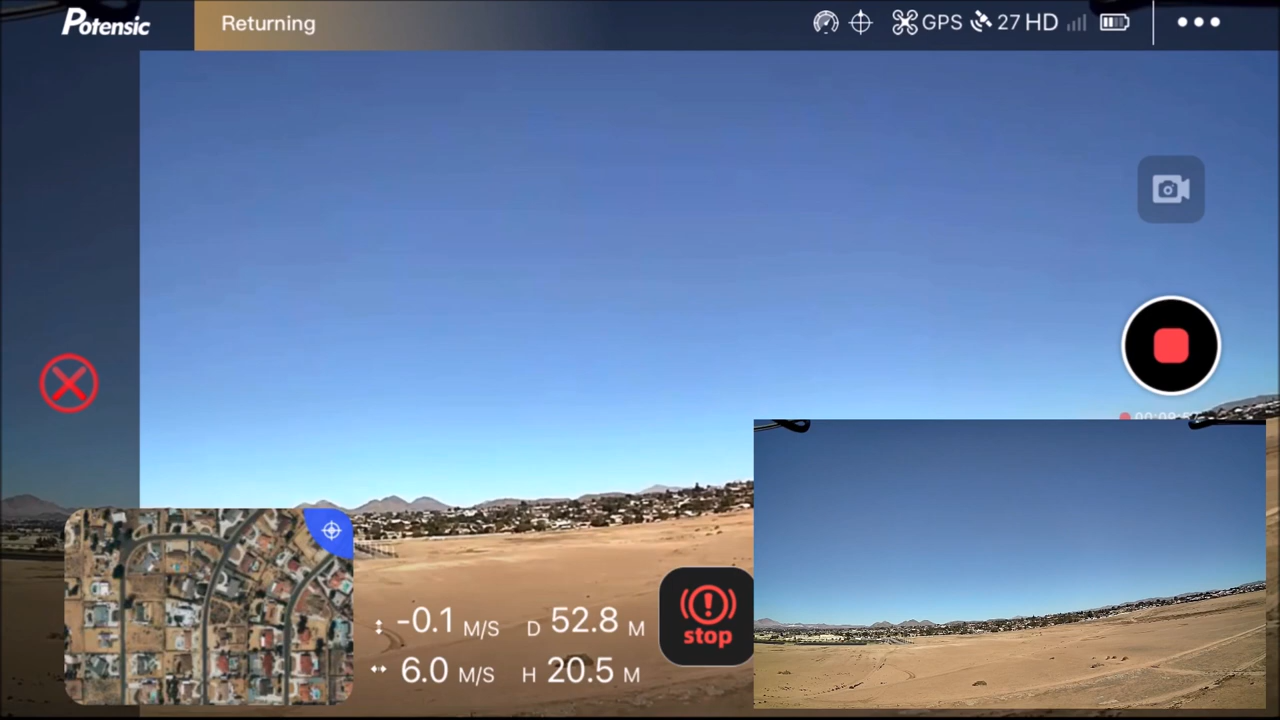 Potensic
Returning
GPS 27 HD
-0.1 M/S D 52.8 M
6.0 M/S H 20.5 M
stop